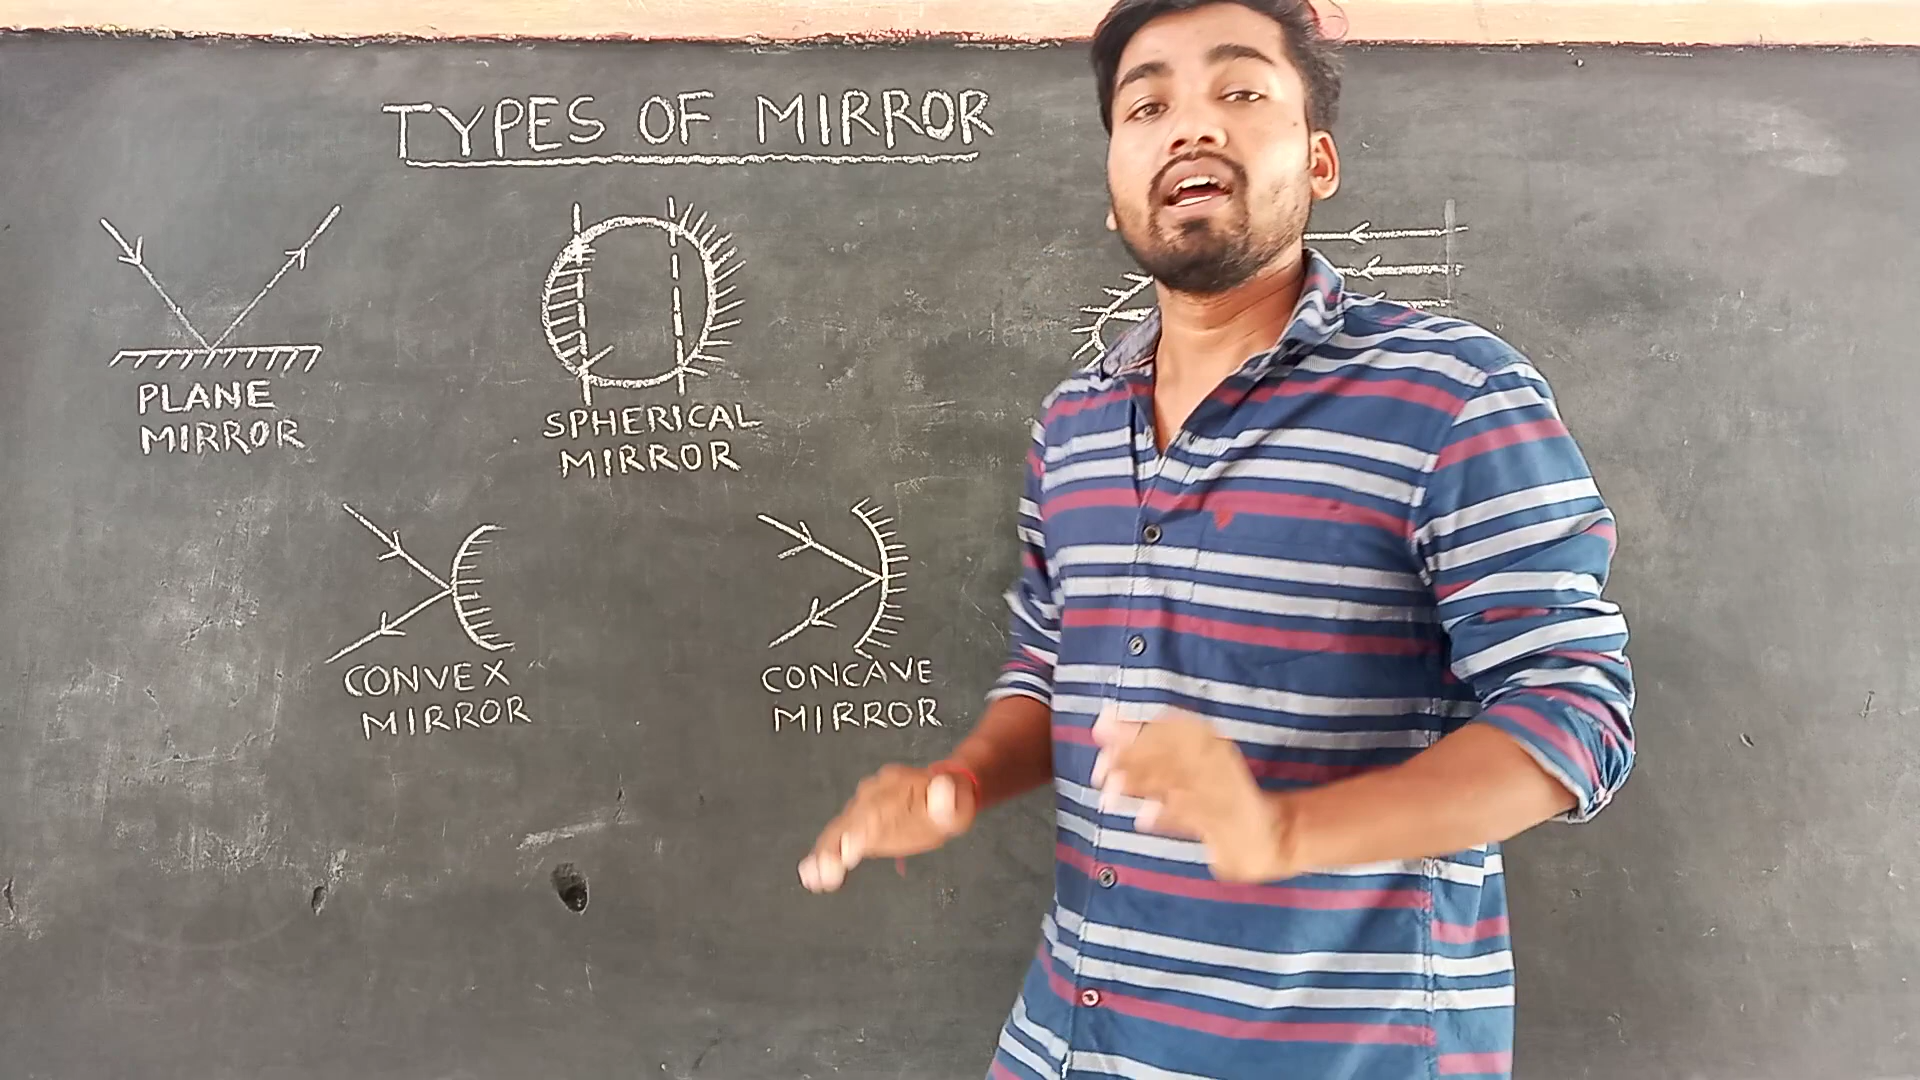 TYPES OF MIRROR
PLANE
MIRROR
SPHERICAL
MIRROR
CONVEX
MIRROR
CONCAVE
MIRROR